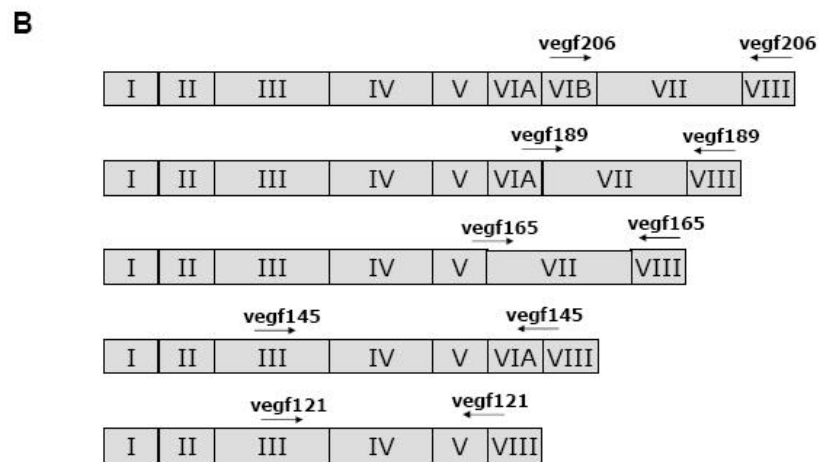 B
vegf206 vegf206
I II III IV V VIA VIB VII VIII
vegf189 vegf189
I II III IV V VIA VII VIII
vegf165 vegf165
I II III IV V VII VIII
vegf145 vegf145
I II III IV V VIA VIII
vegf121 vegf121
I II III IV V VIII